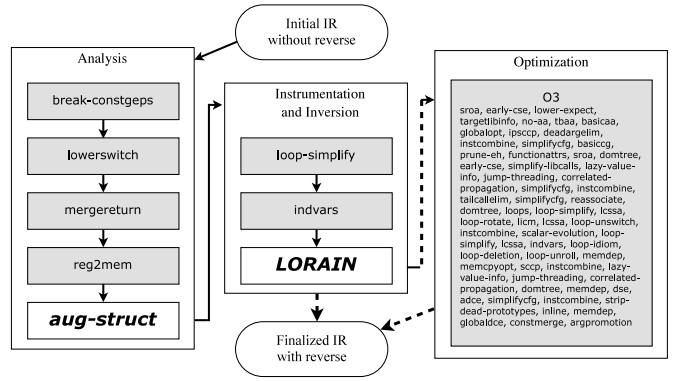 Initial IR
without reverse
Analysis
break-constgeps
lowerswitch
mergereturn
reg2mem
aug-struct
Instrumentation
and Inversion
loop-simplify
indvars
LORAIN
Finalized IR
with reverse
Optimization
O3
sroa, early-cse, lower-expect,
targetlibinfo, no-aa, tbaa, basicaa,
globalopt, ipsccp, deadargelim,
instcombine, simplifycfg, basiccg,
prune-eh, functionattrs, sroa, domtree,
early-cse, simplify-libcalls, lazy-value-
info, jump-threading, correlated-
propagation, simplifycfg, instcombine,
tailcallelim, simplifycfg, reassociate,
domtree, loops, loop-simplify, lcssa,
loop-rotate, licm, lcssa, loop-unswitch,
instcombine, scalar-evolution, loop-
simplify, lcssa, indvars, loop-idiom,
loop-deletion, loop-unroll, memdep,
memcpyopt, sccp, instcombine, lazy-
value-info, jump-threading, correlated-
propagation, domtree, memdep, dse,
adce, simplifycfg, instcombine, strip-
dead-prototypes, inline, memdep,
globaldce, constmerge, argpromotion